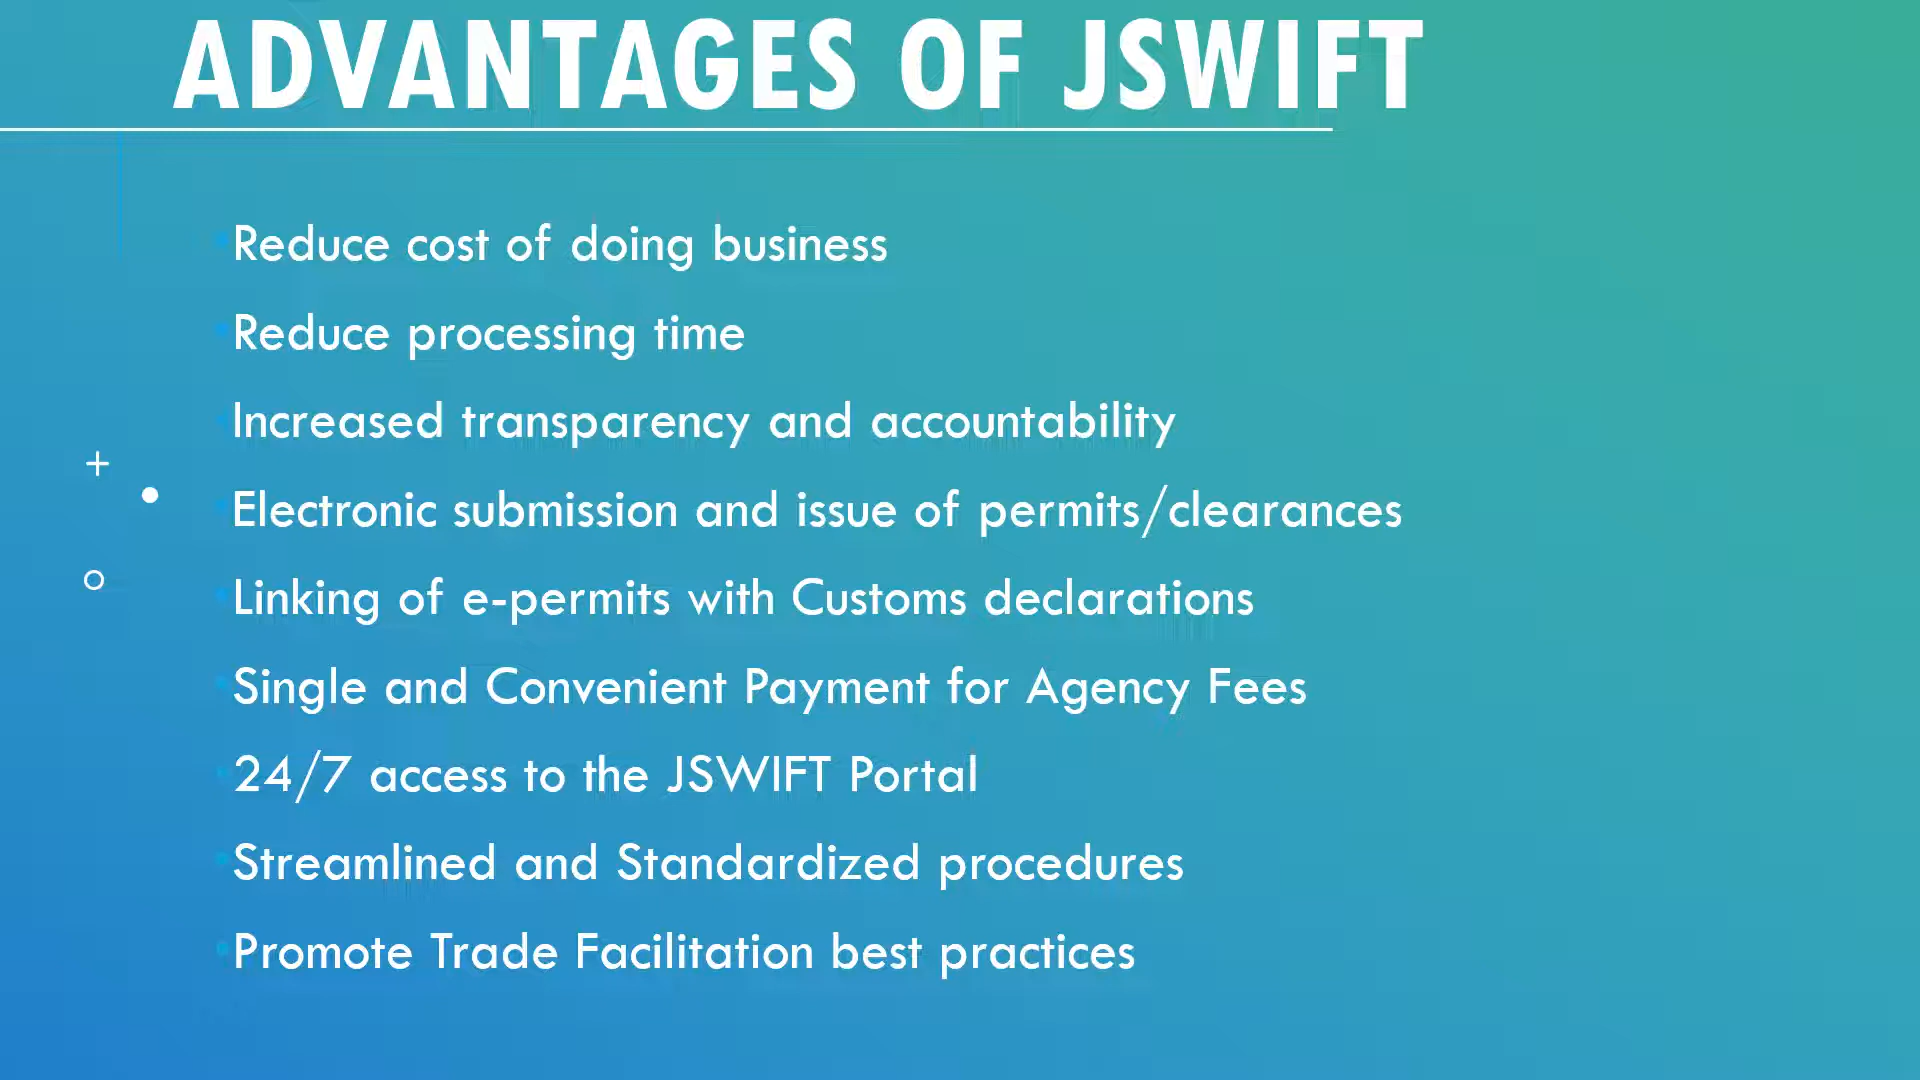 ADVANTAGES OF JSWIFT
•Reduce cost of doing business
•Reduce processing time
•Increased transparency and accountability
•Electronic submission and issue of permits/clearances
•Linking of e-permits with Customs declarations
•Single and Convenient Payment for Agency Fees
•24/7 access to the JSWIFT Portal
•Streamlined and Standardized procedures
•Promote Trade Facilitation best practices